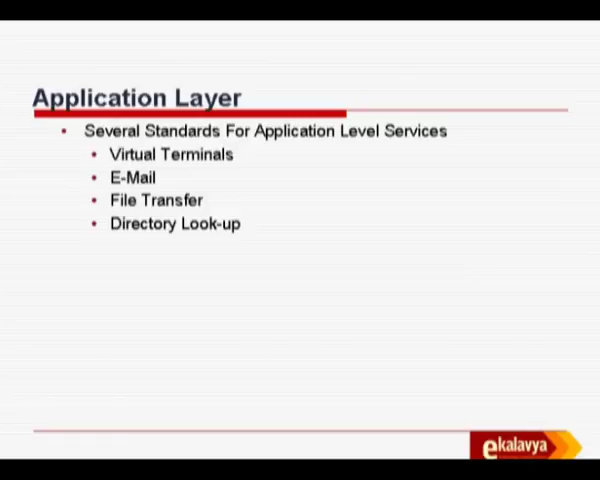 Application Layer
• Several Standards For Application Level Services
• Virtual Terminals
• E-Mail
• File Transfer
• Directory Look-up
ekalavya